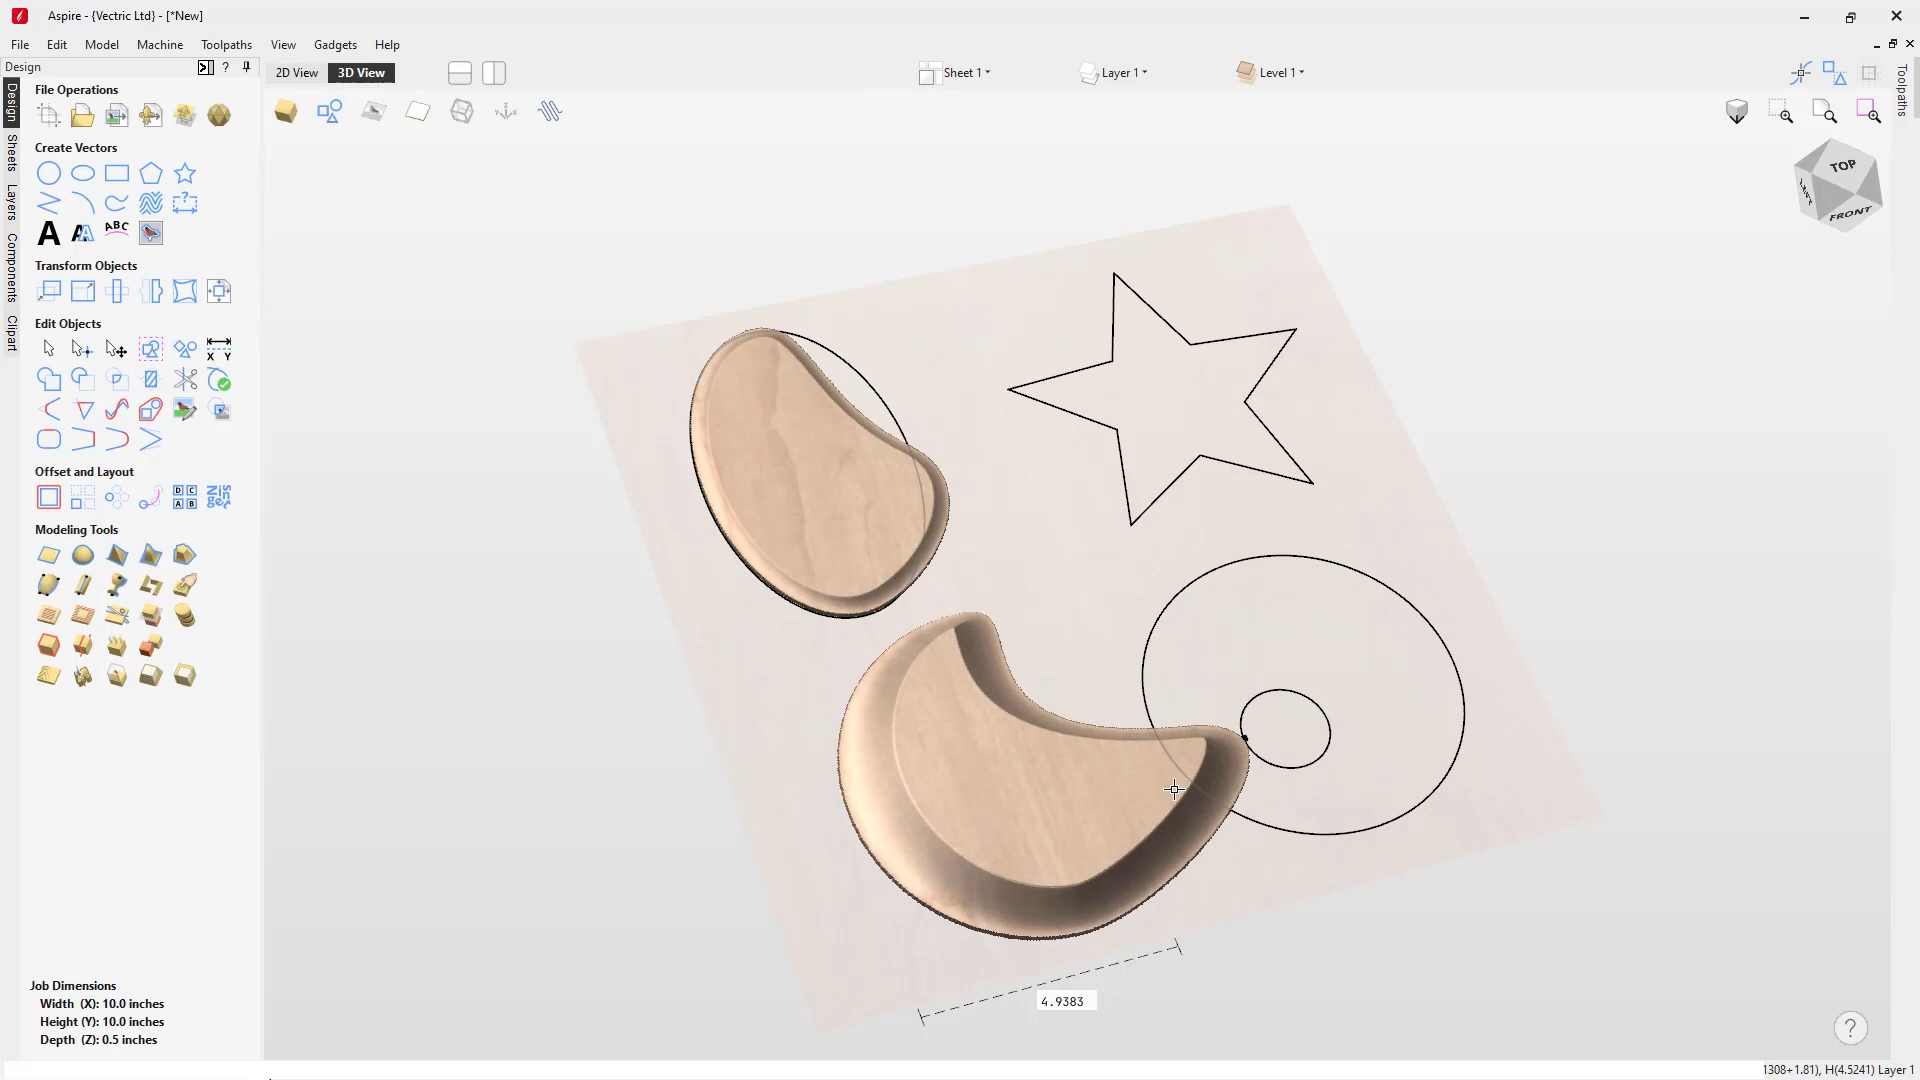 Aspire - {Vectric Ltd} - [*New]
File Edit Model Machine Toolpaths View Gadgets Help
Design
2D View 3D View
Sheet 1
Layer 1
Level 1
Toolpaths
Design
Sheets
Layers
Components
Clipart
File Operations
Create Vectors
A A ABC
Transform Objects
Edit Objects
X Y
Offset and Layout
Modeling Tools
TOP
LEFT
FRONT
4.9383
Job Dimensions
Width (X): 10.0 inches
Height (Y): 10.0 inches
Depth (Z): 0.5 inches
1308+1.81), H(4.5241) Layer 1